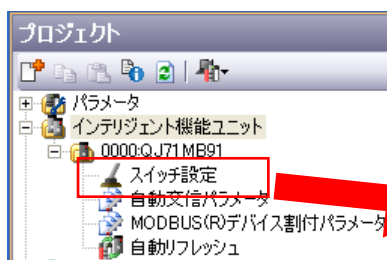 プロジェクト
パラメータ
インテリジェント機能ユニット
0000:QJ71MB91
スイッチ設定
自動交信パラメータ
MODBUS(R)デバイス割付パラメータ
自動リフレッシュ